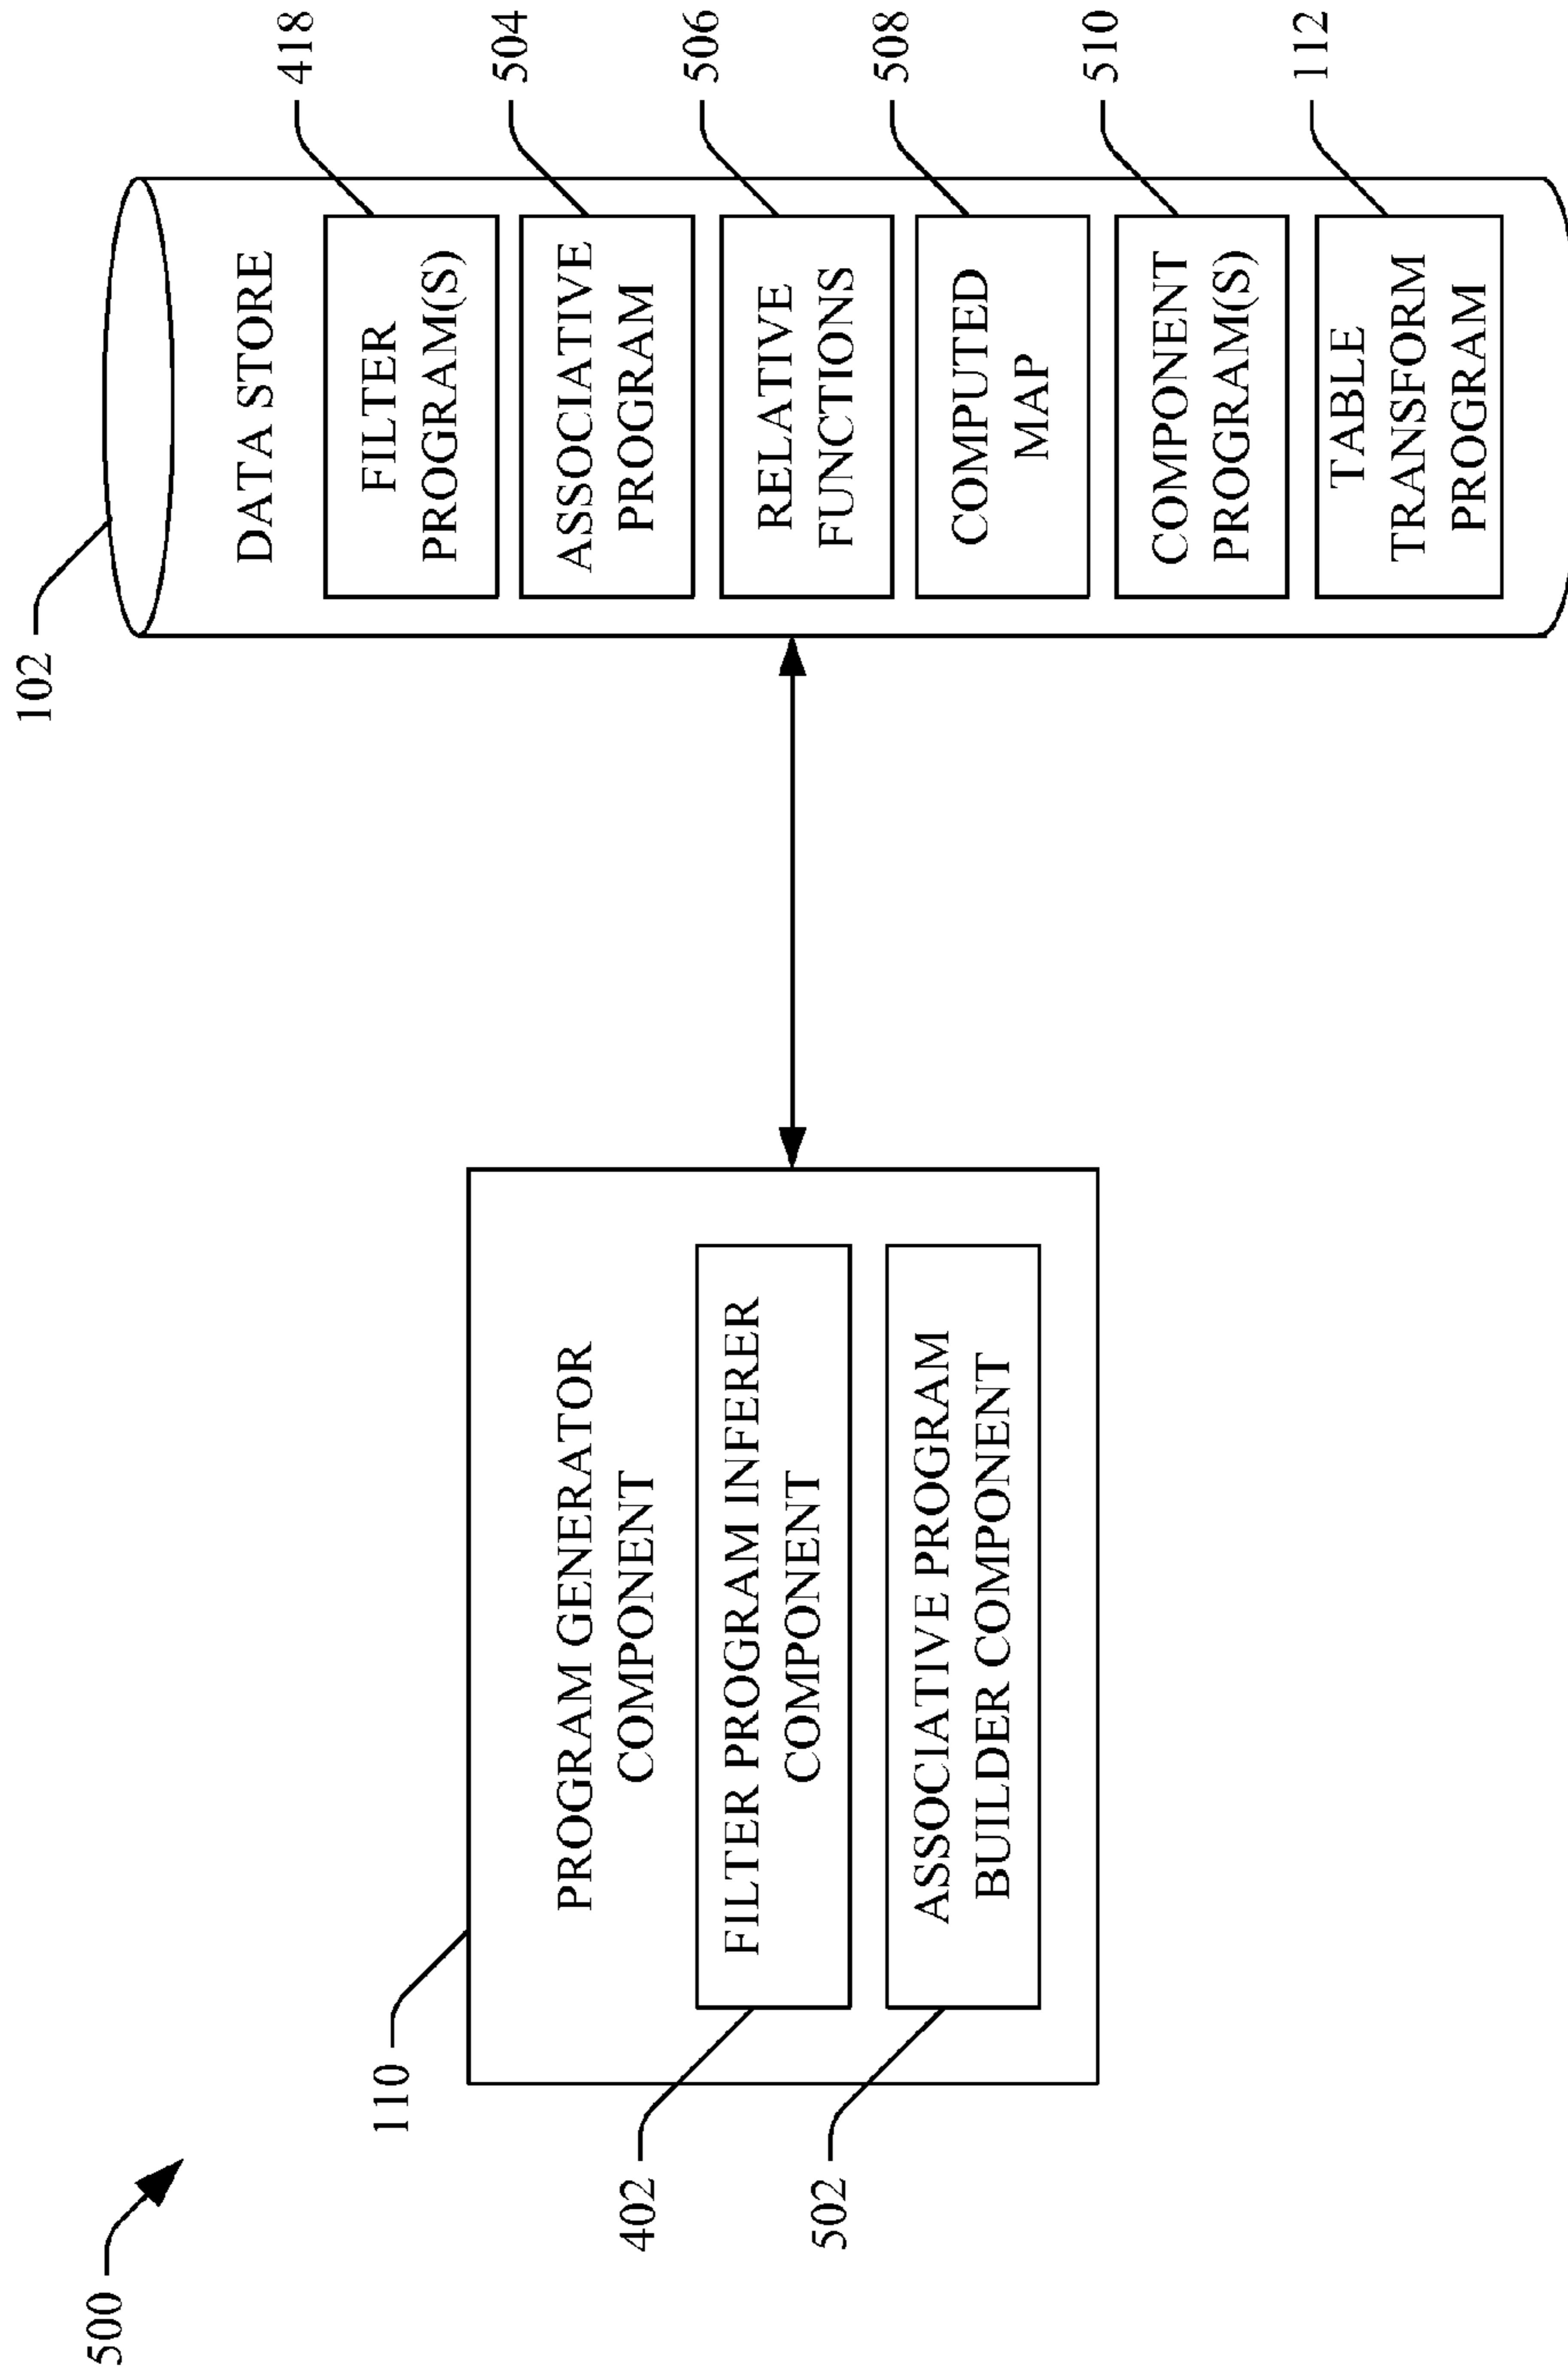 500
110
PROGRAM GENERATOR
COMPONENT
402
FILTER PROGRAM INFERER
COMPONENT
502
ASSOCIATIVE PROGRAM
BUILDER COMPONENT
102
DATA STORE
418
FILTER
PROGRAM(S)
504
ASSOCIATIVE
PROGRAM
506
RELATIVE
FUNCTIONS
508
COMPUTED
MAP
510
COMPONENT
PROGRAM(S)
112
TABLE
TRANSFORM
PROGRAM